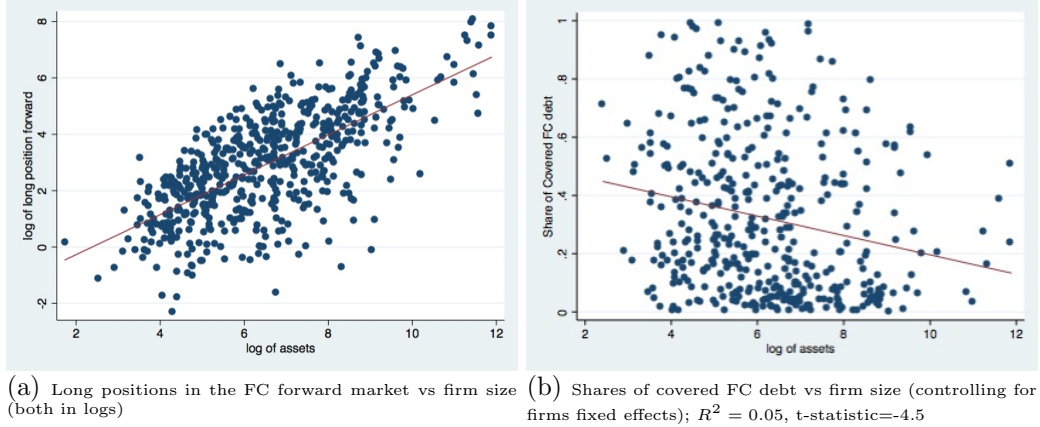 8
6
4
2
0
-2
log of long position forward
2 4 6 8 10 12
log of assets
1
.8
.6
.4
.2
0
Share of Covered FC debt
2 4 6 8 10 12
log of assets
(a) Long positions in the FC forward market vs firm size
(both in logs)
(b) Shares of covered FC debt vs firm size (controlling for
firms fixed effects); R² = 0.05, t-statistic=-4.5